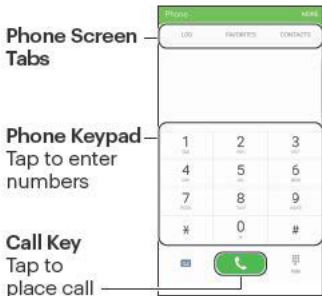 Phone MORE
Phone Screen Tabs
LOG FAVORITES CONTACTS
Phone Keypad
Tap to enter
numbers
1 2 3
4 5 6
7 8 9
* 0 #
Call Key
Tap to
place call